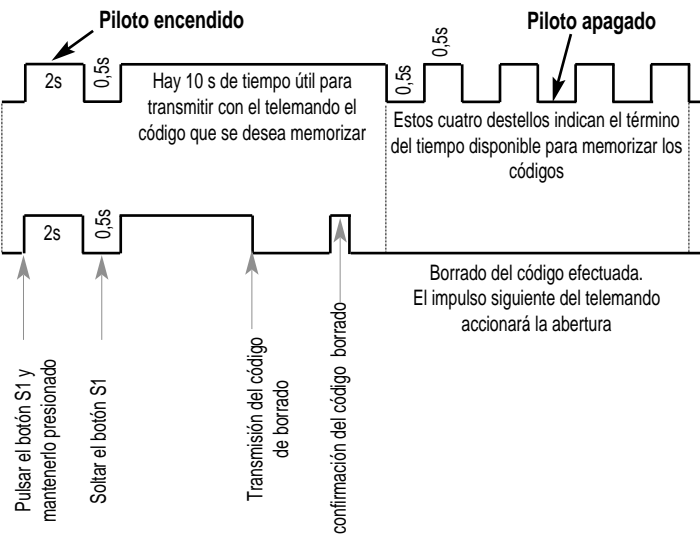 Piloto encendido
Piloto apagado
2s
0,5s
0,5s
0,5s
Hay 10 s de tiempo útil para
transmitir con el telemando el
código que se desea memorizar
Estos cuatro destellos indican el término
del tiempo disponible para memorizar los
códigos
2s
0,5s
Borrado del código efectuada.
El impulso siguiente del telemando
accionará la abertura
Pulsar el botón S1 y
mantenerlo presionado
Soltar el botón S1
Transmisión del código
de borrado
confirmación del código borrado